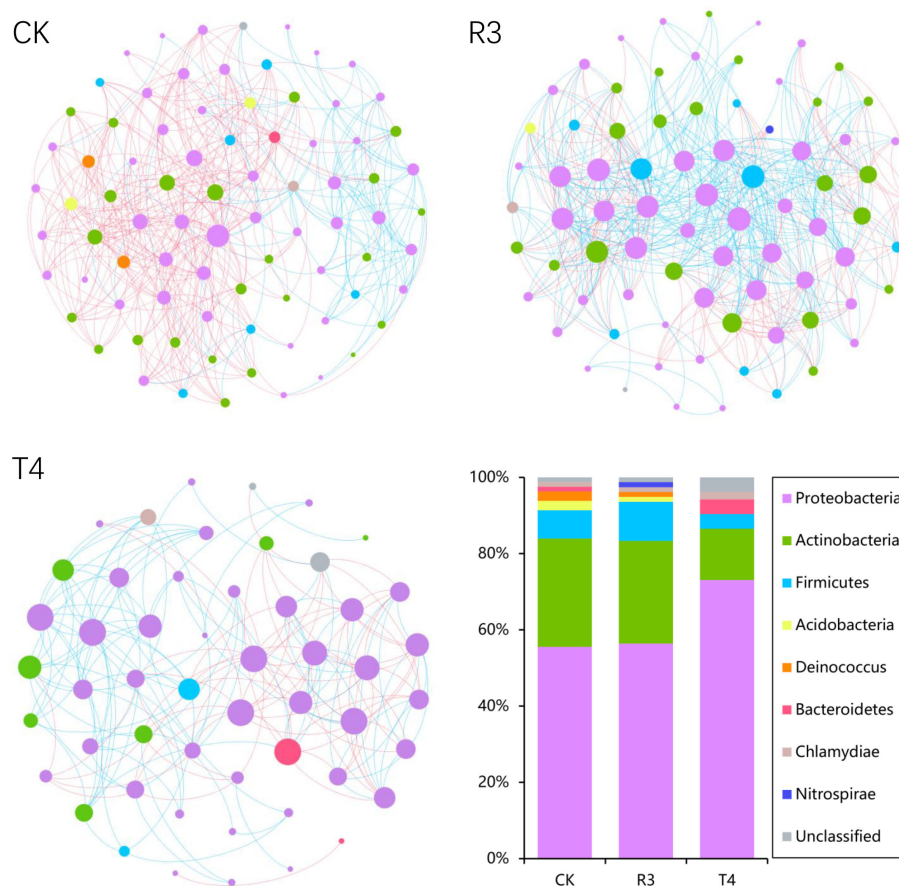 CK
R3
T4
100%
80%
60%
40%
20%
0%
CK R3 T4
Proteobacteria
Actinobacteria
Firmicutes
Acidobacteria
Deinococcus
Bacteroidetes
Chlamydiae
Nitrospirae
Unclassified